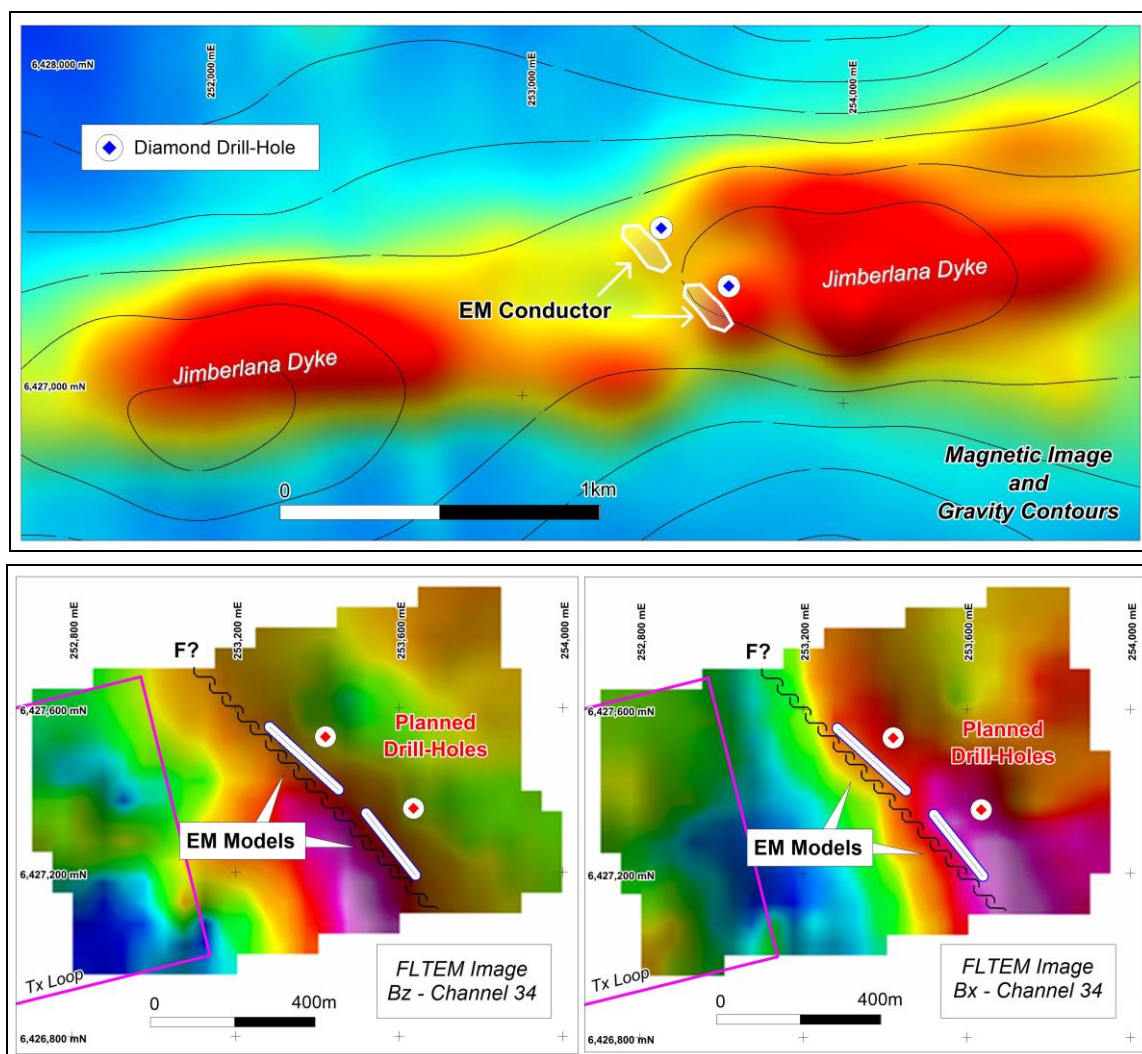 6,428,000 mN
252,000 mE
253,000 mE
254,000 mE
Diamond Drill-Hole
Jimberlana Dyke
EM Conductor
Jimberlana Dyke
6,427,000 mN
0
1km
Magnetic Image
and
Gravity Contours
252,800 mE
253,200 mE
253,600 mE
254,000 mE
F?
6,427,600 mN
Planned
Drill-Holes
EM Models
6,427,200 mN
Tx Loop
FLTEM Image
Bz - Channel 34
0
400m
6,426,800 mN
252,800 mE
253,200 mE
253,600 mE
254,000 mE
F?
6,427,600 mN
Planned
Drill-Holes
EM Models
6,427,200 mN
Tx Loop
FLTEM Image
Bx - Channel 34
0
400m
6,426,800 mN